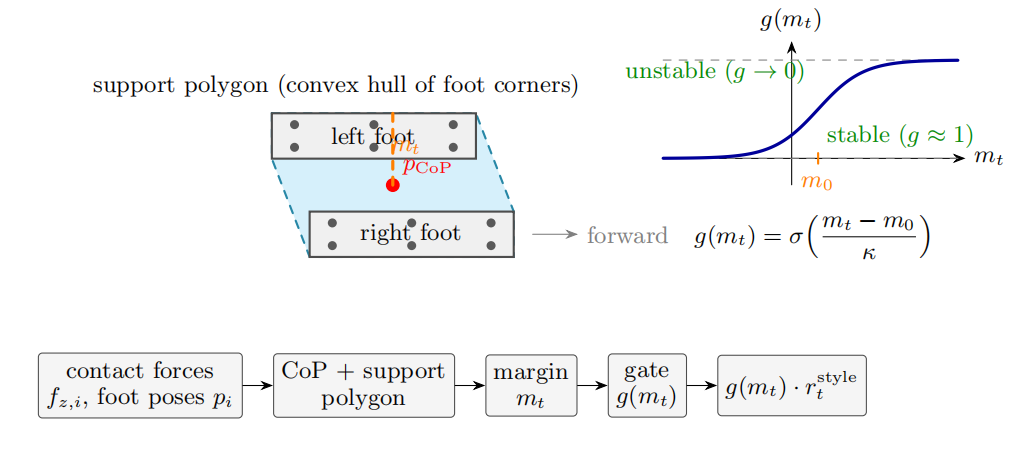 g(m_t)
unstable (g → 0)
support polygon (convex hull of foot corners)
left foot
m_t
stable (g ≈ 1)
m_t
p_CoP
m_0
right foot
forward
g(m_t) = σ((m_t − m_0)/κ)
contact forces
f_{z,i}, foot poses p_i
CoP + support
polygon
margin
m_t
gate
g(m_t)
g(m_t) · r_t^style